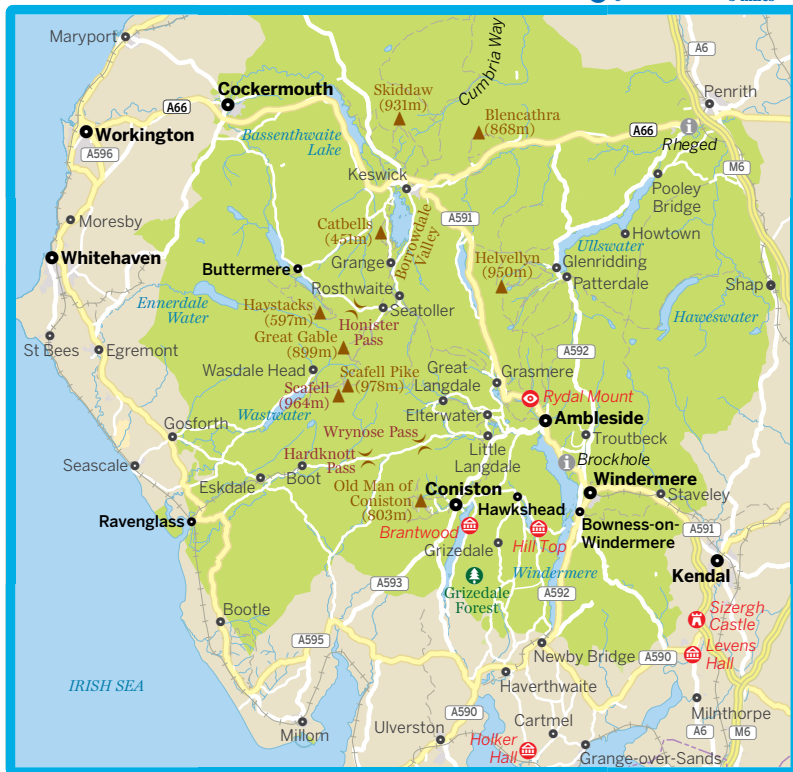 Maryport
A6
Cumbria Way
Skiddaw
(931m)
Cockermouth
Penrith
A66
Blencathra
(868m)
A66
Workington
Bassenthwaite
Lake
Rheged
A596
M6
Keswick
Pooley
Bridge
Moresby
A591
Catbells
(451m)
Borrowdale
Valley
Howtown
Ullswater
Whitehaven
Buttermere
Grange
Helvellyn
(950m)
Glenridding
Patterdale
Rosthwaite
Shap
Ennerdale
Water
Haystacks
(597m)
Seatoller
Honister
Pass
Haweswater
Great Gable
(899m)
St Bees
Egremont
A592
Wasdale Head
Scafell Pike
(978m)
Great
Langdale
Grasmere
Scafell
(964m)
Rydal Mount
Wastwater
Elterwater
Ambleside
Gosforth
Wrynose Pass
Troutbeck
Seascale
Hardknott
Pass
Little
Langdale
Brockhole
Eskdale
Boot
Old Man of
Coniston
(803m)
Coniston
Windermere
Staveley
Hawkshead
Ravenglass
Brantwood
Bowness-on-
Windermere
A591
Grizedale
Hill Top
Kendal
Windermere
A593
Grizedale
Forest
A592
Bootle
Sizergh
Castle
A595
Newby Bridge
A590
Levens
Hall
IRISH SEA
Haverthwaite
Milnthorpe
A590
Cartmel
Millom
Ulverston
A6
M6
Holker
Hall
Grange-over-Sands